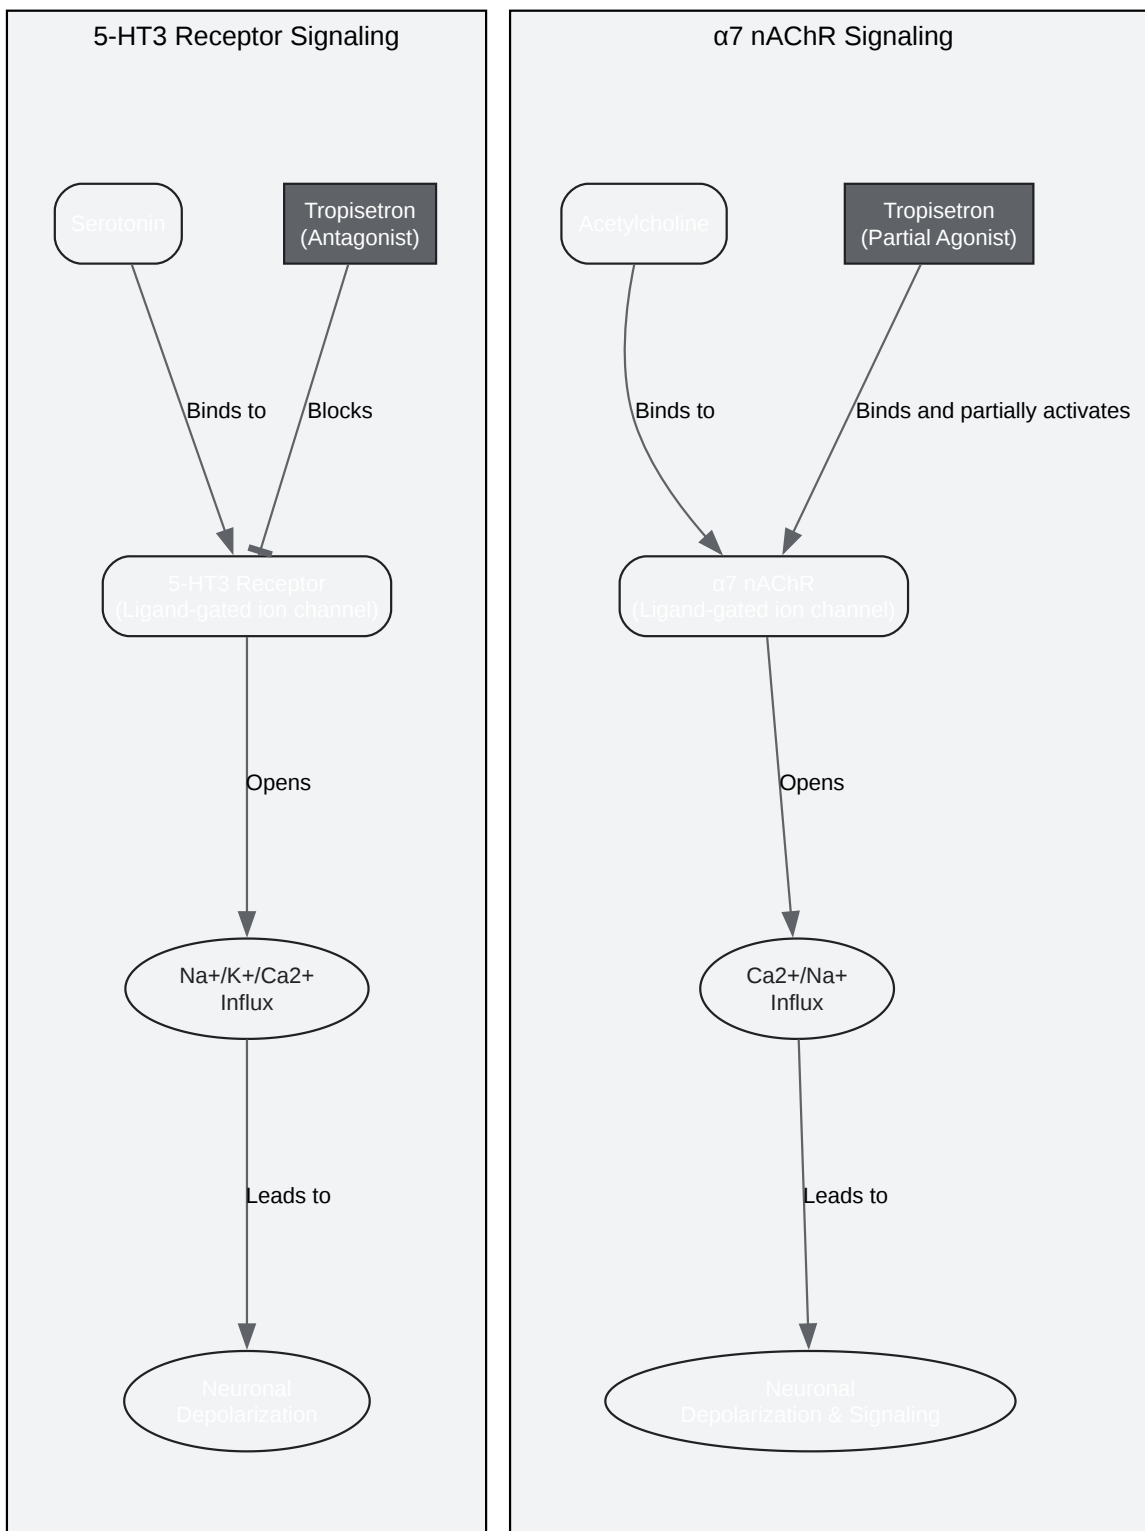 5-HT3 Receptor Signaling
Serotonin
Tropisetron
(Antagonist)
Binds to
Blocks
5-HT3 Receptor
(Ligand-gated ion channel)
Opens
Na+/K+/Ca2+
Influx
Leads to
Neuronal
Depolarization
α7 nAChR Signaling
Acetylcholine
Tropisetron
(Partial Agonist)
Binds to
Binds and partially activates
α7 nAChR
(Ligand-gated ion channel)
Opens
Ca2+/Na+
Influx
Leads to
Neuronal
Depolarization & Signaling